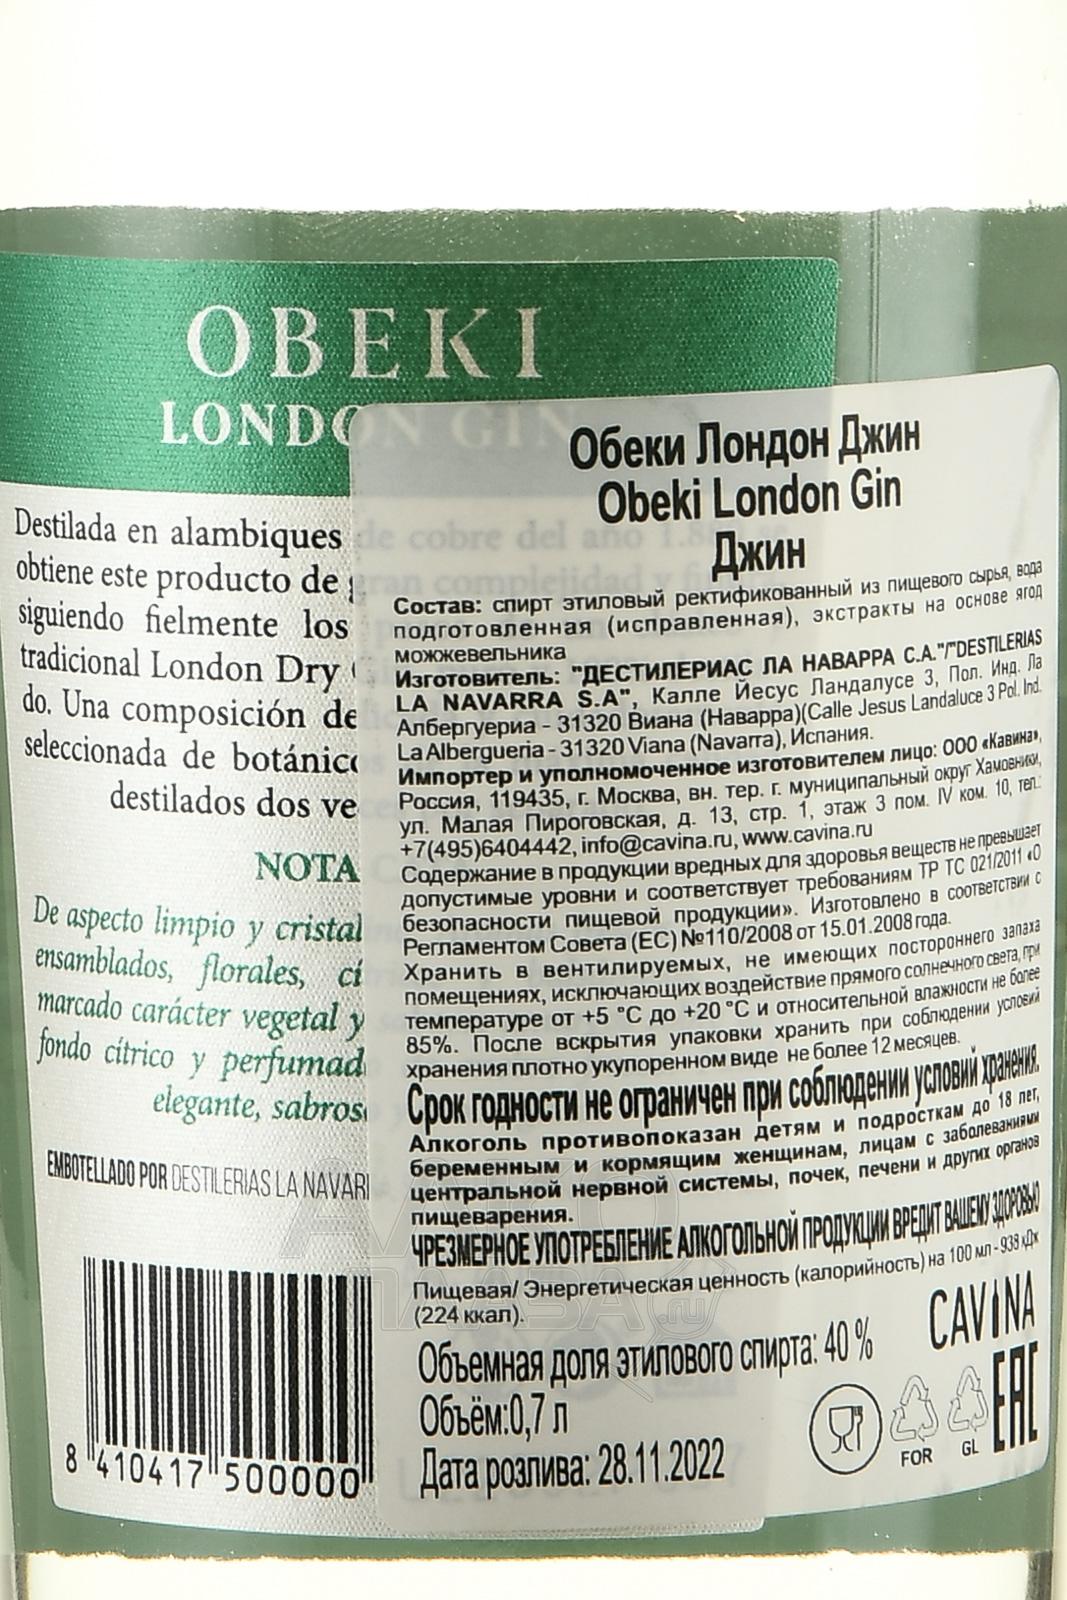 OBEKI
LONDON GIN
Destilada en alambiques de cobre del año
obtiene este producto de gran complejidad y
siguiendo fielmente los
tradicional London Dry
do. Una composición de
seleccionada de
destilados dos
NOTA
De aspecto limpio y
ensamblados, florales,
marcado carácter vegetal y
fondo cítrico y
elegante,
EMBOTELLADO POR DESTILERIAS LA
8 410417 500000
Обеки Лондон Джин
Obeki London Gin
Джин
Состав: спирт этиловый ректификованный из пищевого сырья, вода
подготовленная (исправленная), экстракты на основе ягод
можжевельника
Изготовитель: "ДЕСТИЛЕРИАС ЛА НАВАРРА С.А."/"DESTILERIAS
LA NAVARRA S.A", Калле Йесус Ландалусе 3, Пол. Инд. Ла
Албергуериа - 31320 Виана (Наварра)(Calle Jesus Landaluce 3 Pol. Ind.
La Albergueria - 31320 Viana (Navarra), Испания.
Импортер и уполномоченное изготовителем лицо: ООО «Кавина»,
Россия, 119435, г. Москва, вн. тер. г. муниципальный округ Хамовники,
ул. Малая Пироговская, д. 13, стр. 1, этаж 3 пом. IV ком. 10, тел.:
+7(495)6404442, info@cavina.ru, www.cavina.ru
Содержание в продукции вредных для здоровья веществ не превышает
допустимые уровни и соответствует требованиям ТР ТС 021/2011 «О
безопасности пищевой продукции». Изготовлено в соответствии с
Регламентом Совета (ЕС) №110/2008 от 15.01.2008 года.
Хранить в вентилируемых, не имеющих постороннего запаха
помещениях, исключающих воздействие прямого солнечного света, при
температуре от +5 °C до +20 °C и относительной влажности не более
85%. После вскрытия упаковки хранить при соблюдении условий
хранения плотно укупоренном виде не более 12 месяцев.
Срок годности не ограничен при соблюдении условий хранения.
Алкоголь противопоказан детям и подросткам до 18 лет,
беременным и кормящим женщинам, лицам с заболеваниями
центральной нервной системы, почек, печени и других органов
пищеварения.
ЧРЕЗМЕРНОЕ УПОТРЕБЛЕНИЕ АЛКОГОЛЬНОЙ ПРОДУКЦИИ ВРЕДИТ ВАШЕМУ ЗДОРОВЬЮ
Пищевая/ Энергетическая ценность (калорийность) на 100 мл - 938 кДж
(224 ккал).
CAVINA
Объемная доля этилового спирта: 40 %
Объём:0,7 л
Дата розлива: 28.11.2022
FOR
GL
EAC